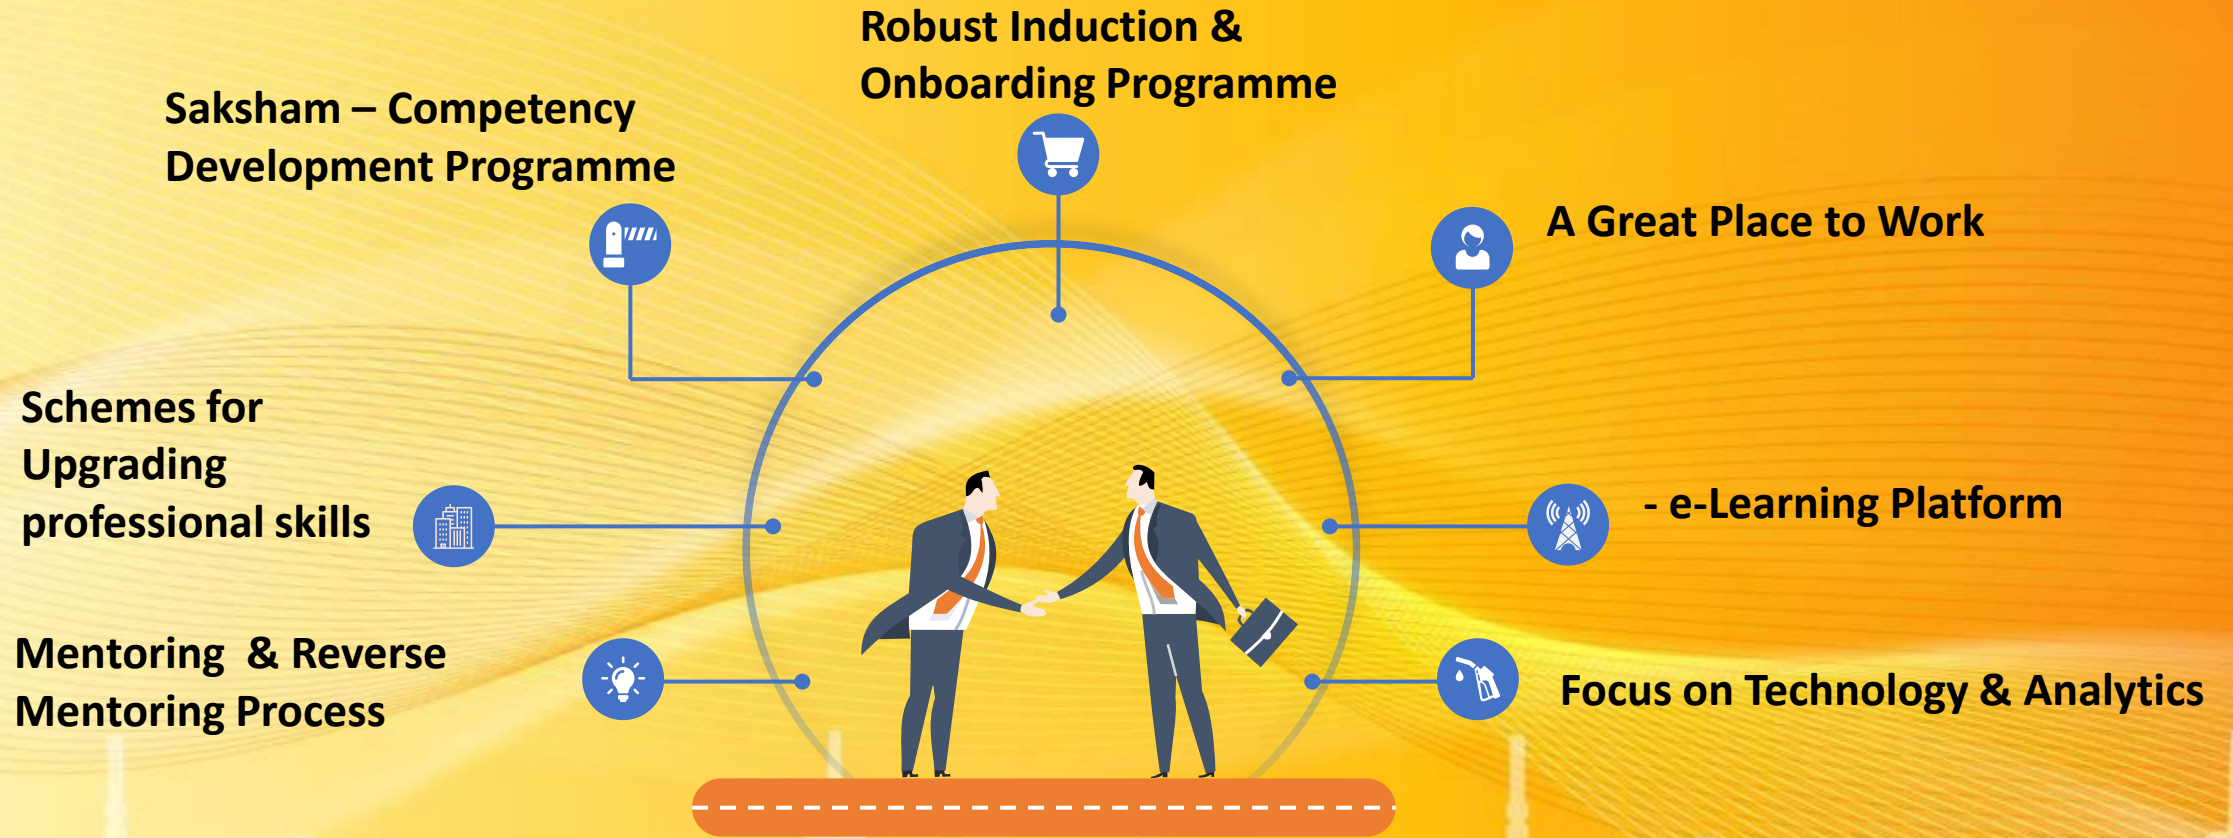 Robust Induction &
Onboarding Programme
Saksham – Competency
Development Programme
A Great Place to Work
Schemes for
Upgrading
professional skills
- e-Learning Platform
Mentoring  & Reverse
Mentoring Process
Focus on Technology & Analytics